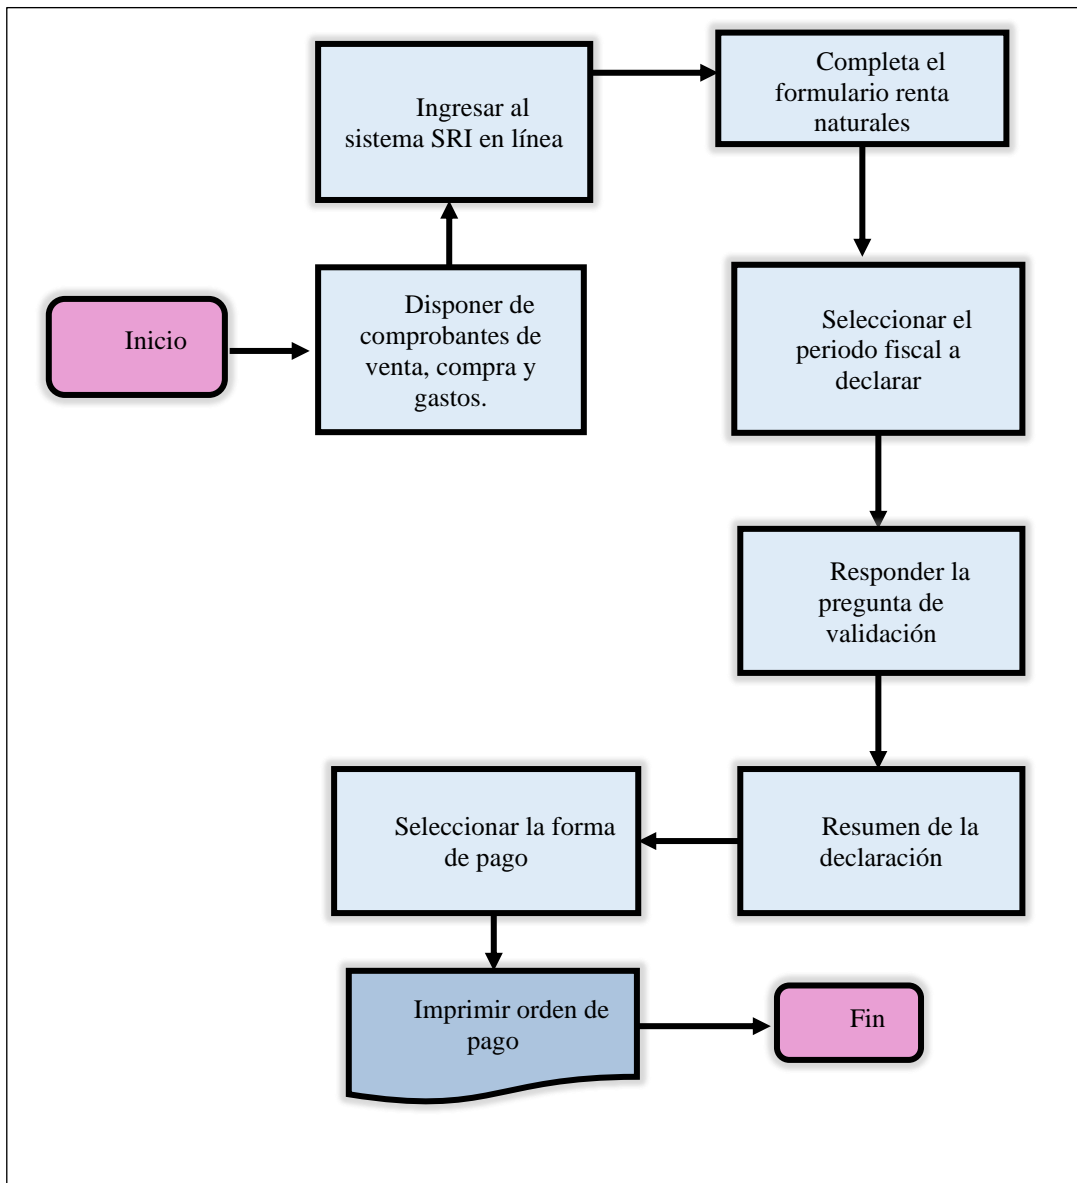 Inicio
Disponer de
comprobantes de
venta, compra y
gastos.
Ingresar al
sistema SRI en línea
Completa el
formulario renta
naturales
Seleccionar el
periodo fiscal a
declarar
Responder la
pregunta de
validación
Resumen de la
declaración
Seleccionar la forma
de pago
Imprimir orden de
pago
Fin